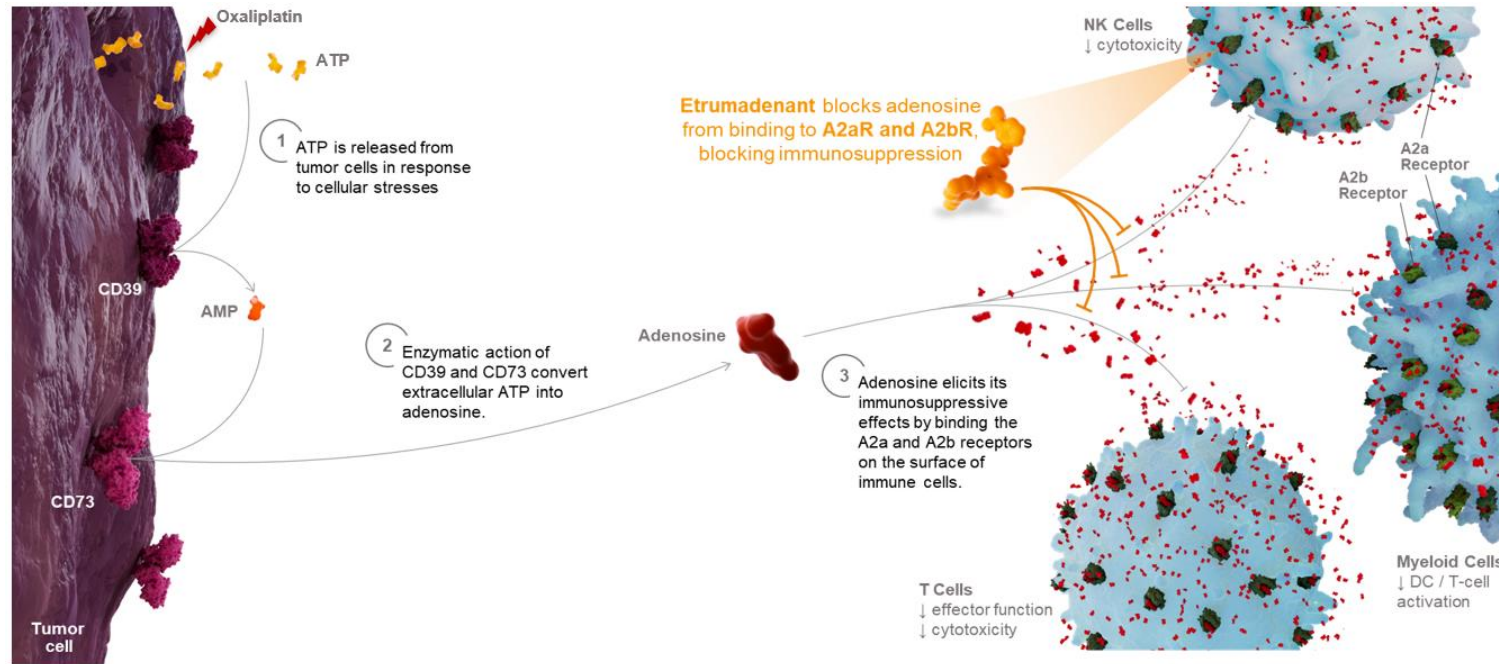 Oxaliplatin
ATP
1
ATP is released from
tumor cells in response
to cellular stresses
CD39
AMP
2
Enzymatic action of
CD39 and CD73 convert
extracellular ATP into
adenosine.
CD73
Tumor
cell
Adenosine
Etrumadenant blocks adenosine
from binding to A2aR and A2bR,
blocking immunosuppression
3
Adenosine elicits its
immunosuppressive
effects by binding the
A2a and A2b receptors
on the surface of
immune cells.
NK Cells
↓ cytotoxicity
A2a
Receptor
A2b
Receptor
T Cells
↓ effector function
↓ cytotoxicity
Myeloid Cells
↓ DC / T-cell
activation